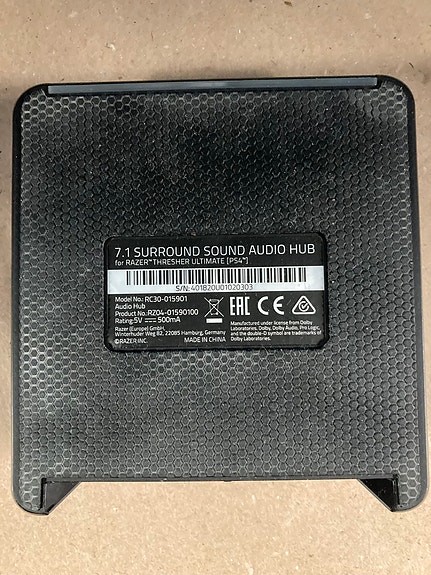 7.1 SURROUND SOUND AUDIO HUB
for RAZER™ THRESHER ULTIMATE [PS4™]
S/N:401820U01020303
Model No.: RC30-015901
Audio Hub
Product No.:RZ04-01590100
Rating:5V ⎓ 500mA
Razer (Europe) GmbH,
Winterhuder Weg 82, 22085 Hamburg, Germany
©RAZER INC. MADE IN CHINA
EAC CE
Manufactured under license from Dolby
Laboratories. Dolby, Dolby Audio, Pro Logic,
and the double-D symbol are trademarks of
Dolby Laboratories.